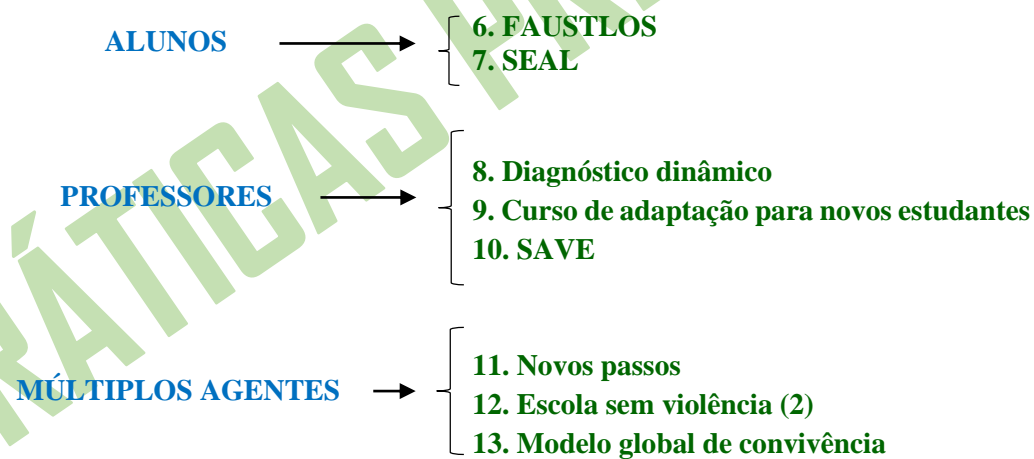 ALUNOS
6. FAUSTLOS
7. SEAL
PROFESSORES
8. Diagnóstico dinâmico
9. Curso de adaptação para novos estudantes
10. SAVE
MÚLTIPLOS AGENTES
11. Novos passos
12. Escola sem violência (2)
13. Modelo global de convivência
RÁTICAS PR